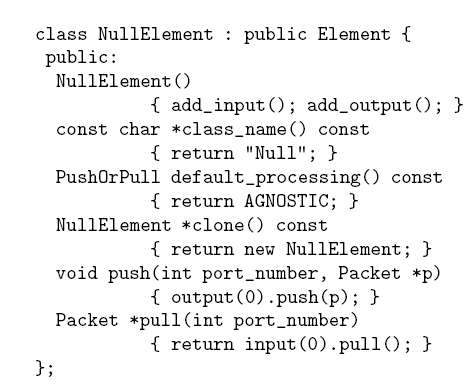 class NullElement : public Element {
public:
NullElement()
{ add_input(); add_output(); }
const char *class_name() const
{ return "Null"; }
PushOrPull default_processing() const
{ return AGNOSTIC; }
NullElement *clone() const
{ return new NullElement; }
void push(int port_number, Packet *p)
{ output(0).push(p); }
Packet *pull(int port_number)
{ return input(0).pull(); }
};